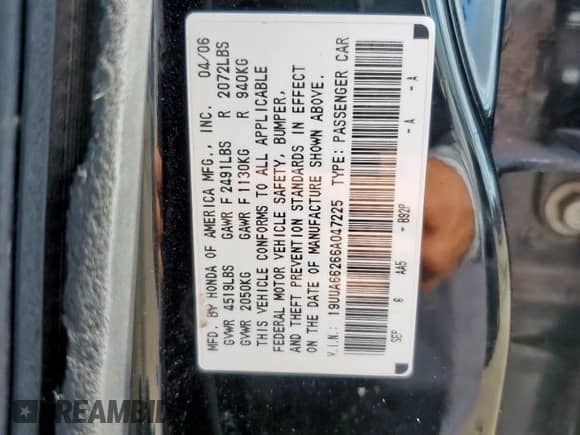 MFD. BY HONDA OF AMERICA MFG., INC. 04/06
GVWR 4519LBS GAWR F 2491LBS R 2072LBS
GVWR 2050KG GAWR F 1130KG R 940KG
THIS VEHICLE CONFORMS TO ALL APPLICABLE
FEDERAL MOTOR VEHICLE SAFETY, BUMPER,
AND THEFT PREVENTION STANDARDS IN EFFECT
ON THE DATE OF MANUFACTURE SHOWN ABOVE.
V.I.N.: 19UUA66266A047225 TYPE: PASSENGER CAR
SEP 6 AA5 - B92P - A - A